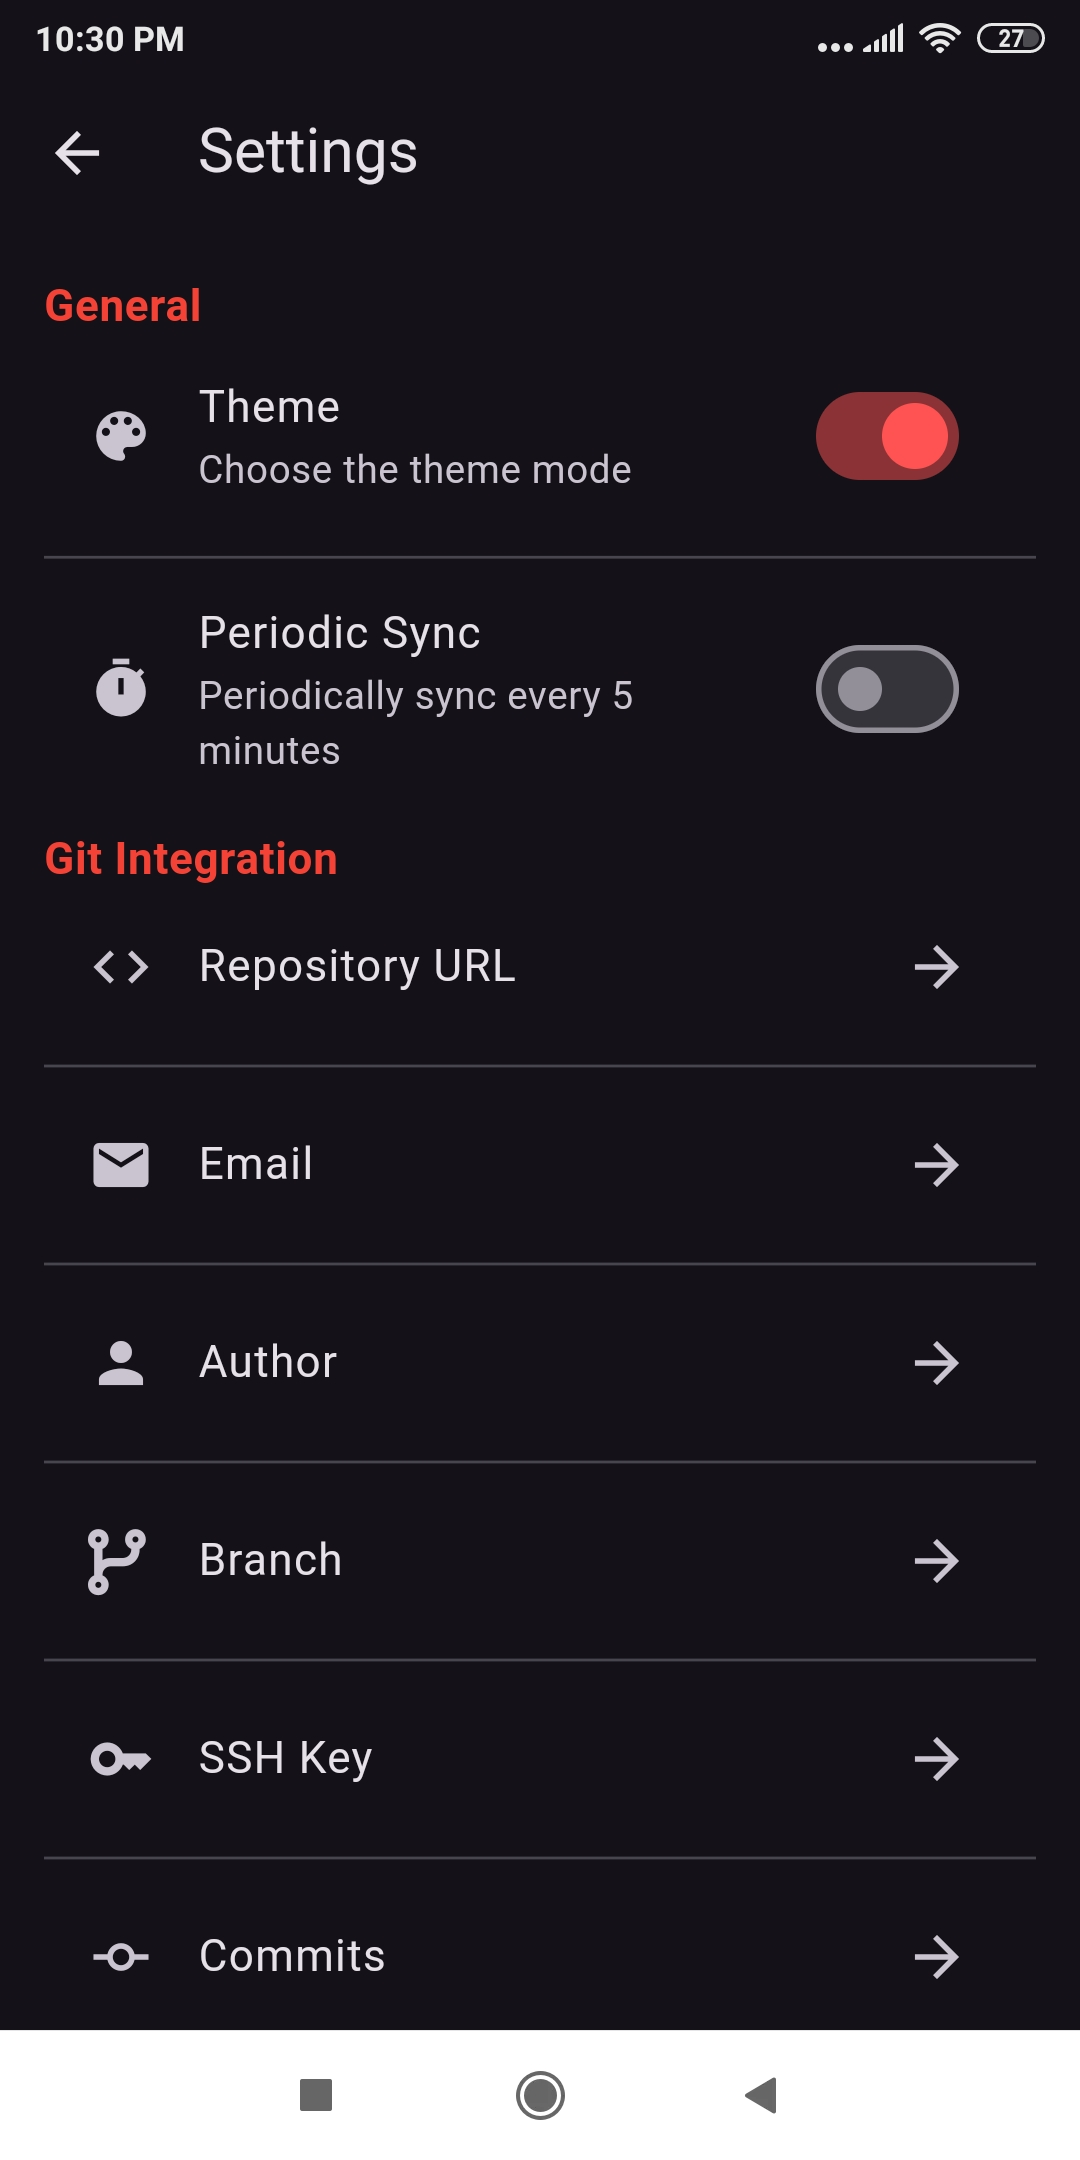 10:30 PM
27
Settings
General
Theme
Choose the theme mode
Periodic Sync
Periodically sync every 5
minutes
Git Integration
Repository URL
Email
Author
Branch
SSH Key
Commits